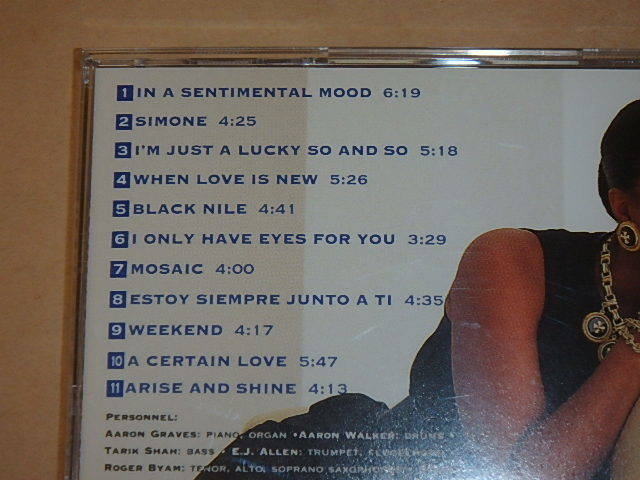 1 IN A SENTIMENTAL MOOD 6:19
2 SIMONE 4:25
3 I'M JUST A LUCKY SO AND SO 5:18
4 WHEN LOVE IS NEW 5:26
5 BLACK NILE 4:41
6 I ONLY HAVE EYES FOR YOU 3:29
7 MOSAIC 4:00
8 ESTOY SIEMPRE JUNTO A TI 4:35
9 WEEKEND 4:17
10 A CERTAIN LOVE 5:47
11 ARISE AND SHINE 4:13
PERSONNEL:
AARON GRAVES: PIANO, ORGAN • AARON WALKER: DRUMS •
TARIK SHAH: BASS • E.J. ALLEN: TRUMPET,
ROGER BYAM: TENOR, ALTO, SOPRANO